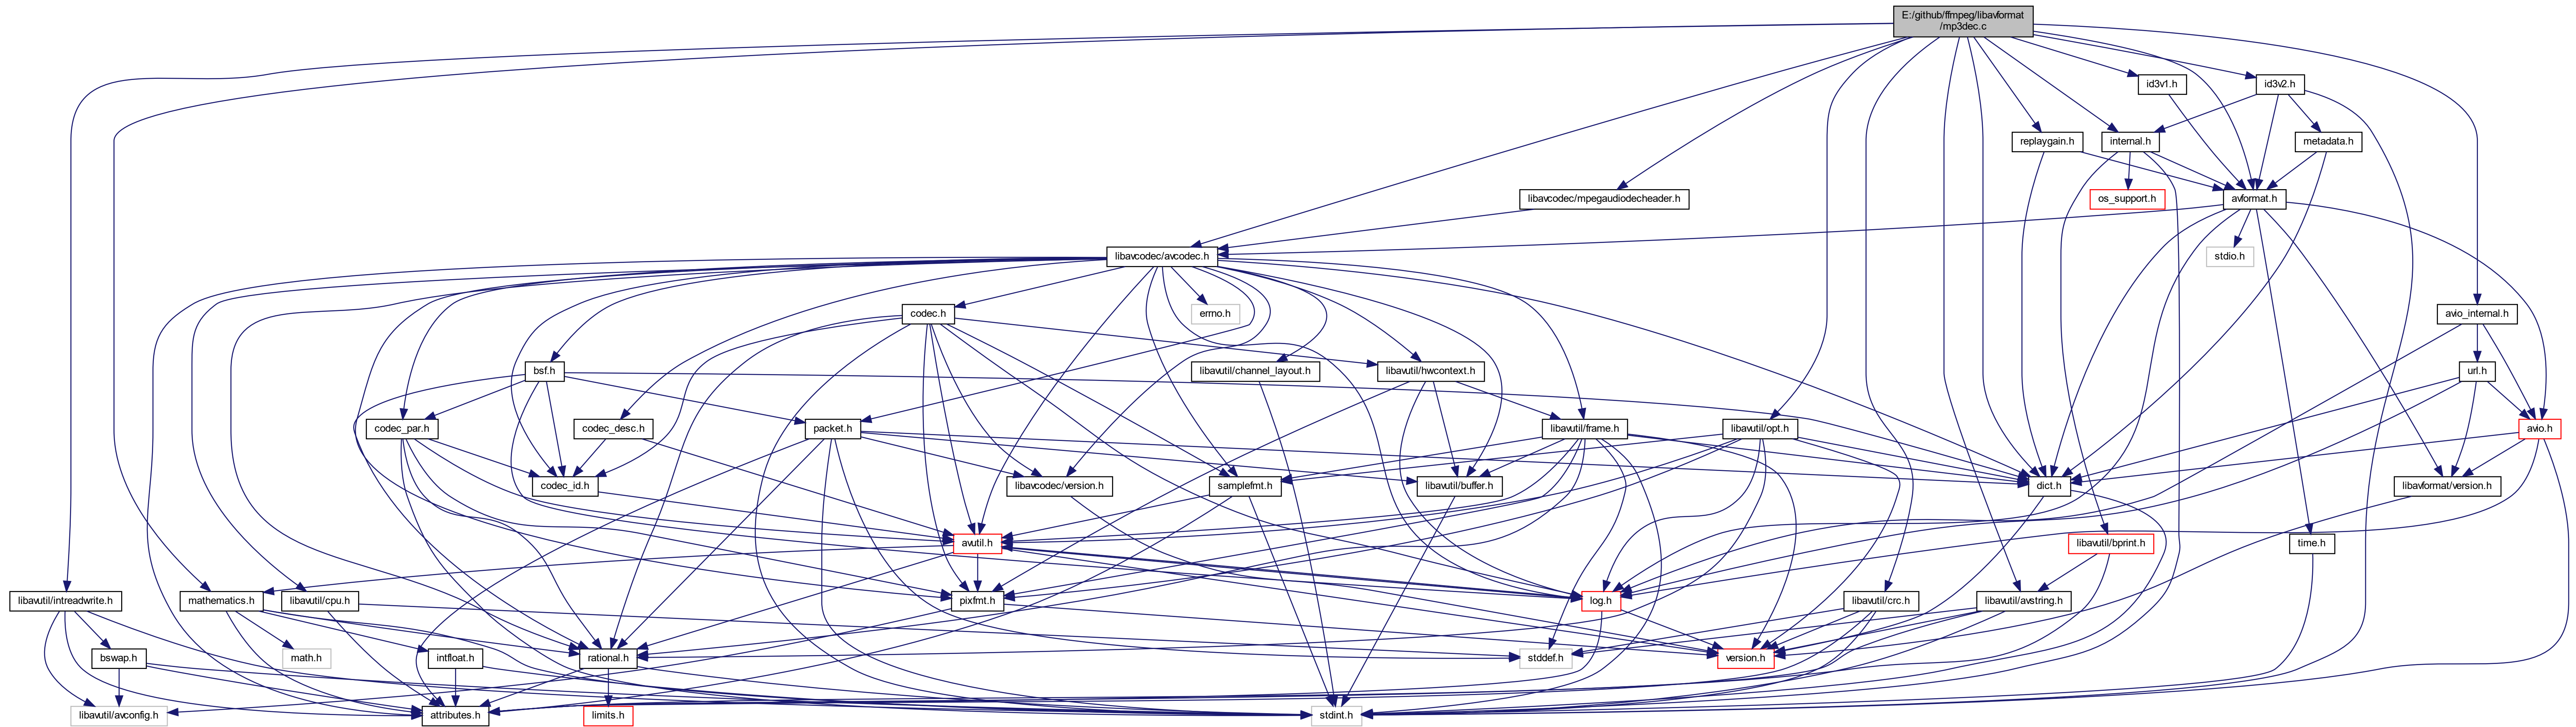 E:/github/ffmpeg/libavformat
/mp3dec.c
id3v1.h
id3v2.h
replaygain.h
internal.h
metadata.h
libavcodec/mpegaudiodecheader.h
os_support.h
avformat.h
libavcodec/avcodec.h
stdio.h
codec.h
errno.h
avio_internal.h
bsf.h
libavutil/channel_layout.h
libavutil/hwcontext.h
url.h
codec_par.h
codec_desc.h
packet.h
libavutil/frame.h
libavutil/opt.h
avio.h
codec_id.h
libavcodec/version.h
samplefmt.h
libavutil/buffer.h
dict.h
libavformat/version.h
avutil.h
libavutil/bprint.h
time.h
libavutil/intreadwrite.h
mathematics.h
libavutil/cpu.h
pixfmt.h
log.h
libavutil/crc.h
libavutil/avstring.h
bswap.h
math.h
intfloat.h
rational.h
stddef.h
version.h
libavutil/avconfig.h
attributes.h
limits.h
stdint.h